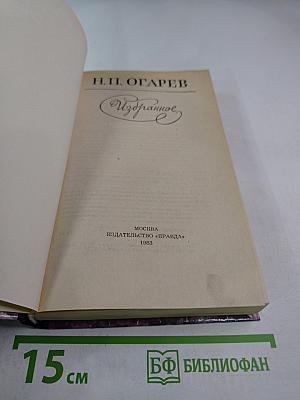 Н.П. ОГАРЕВ
Избранное
МОСКВА
ИЗДАТЕЛЬСТВО «ПРАВДА»
1983
15 см
БФ БИБЛИОФАН